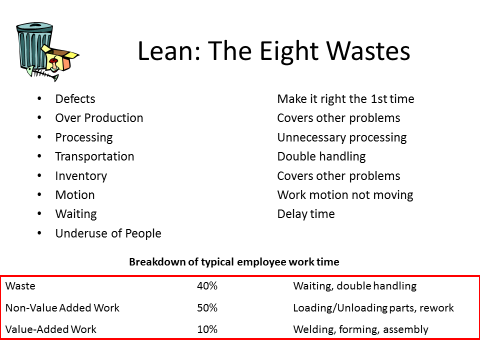 Lean: The Eight Wastes
• Defects Make it right the 1st time
• Over Production Covers other problems
• Processing Unnecessary processing
• Transportation Double handling
• Inventory Covers other problems
• Motion Work motion not moving
• Waiting Delay time
• Underuse of People
Breakdown of typical employee work time
Waste 40% Waiting, double handling
Non-Value Added Work 50% Loading/Unloading parts, rework
Value-Added Work 10% Welding, forming, assembly